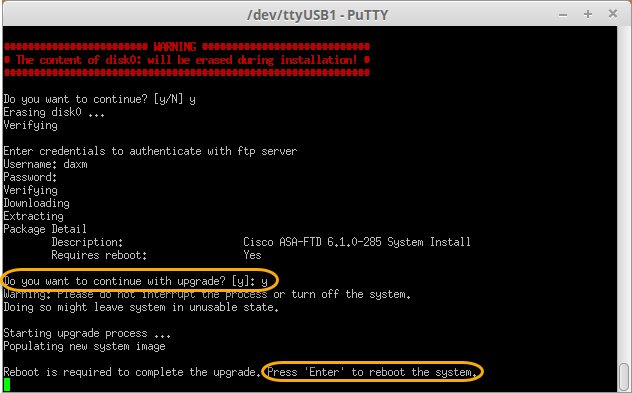 /dev/ttyUSB1 - PuTTY
######################## WARNING ############################
# The content of disk0: will be erased during installation! #
#############################################################
Do you want to continue? [y/N] y
Erasing disk0 ...
Verifying
Enter credentials to authenticate with ftp server
Username: daxm
Password:
Verifying
Downloading
Extracting
Package Detail
Description: Cisco ASA-FTD 6.1.0-285 System Install
Requires reboot: Yes
Do you want to continue with upgrade? [y]: y
Warning: Please do not interrupt the process or turn off the system.
Doing so might leave system in unusable state.
Starting upgrade process ...
Populating new system image
Reboot is required to complete the upgrade. Press 'Enter' to reboot the system.